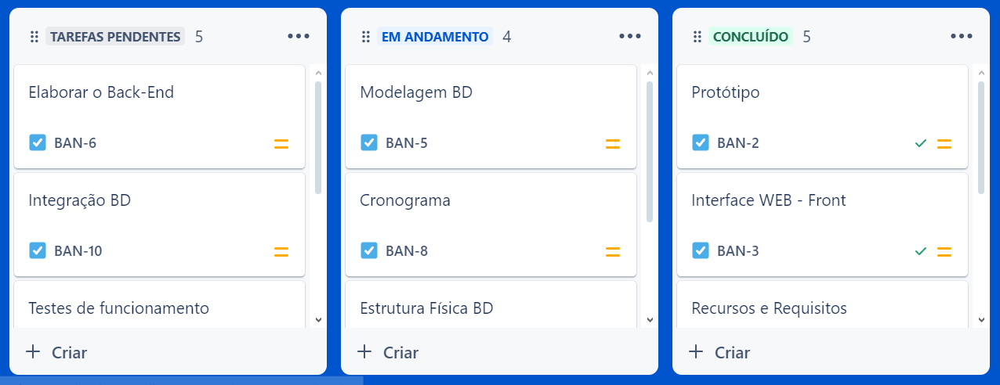 TAREFAS PENDENTES 5
Elaborar o Back-End
BAN-6
Integração BD
BAN-10
Testes de funcionamento
Criar
EM ANDAMENTO 4
Modelagem BD
BAN-5
Cronograma
BAN-8
Estrutura Física BD
Criar
CONCLUÍDO 5
Protótipo
BAN-2
Interface WEB - Front
BAN-3
Recursos e Requisitos
Criar